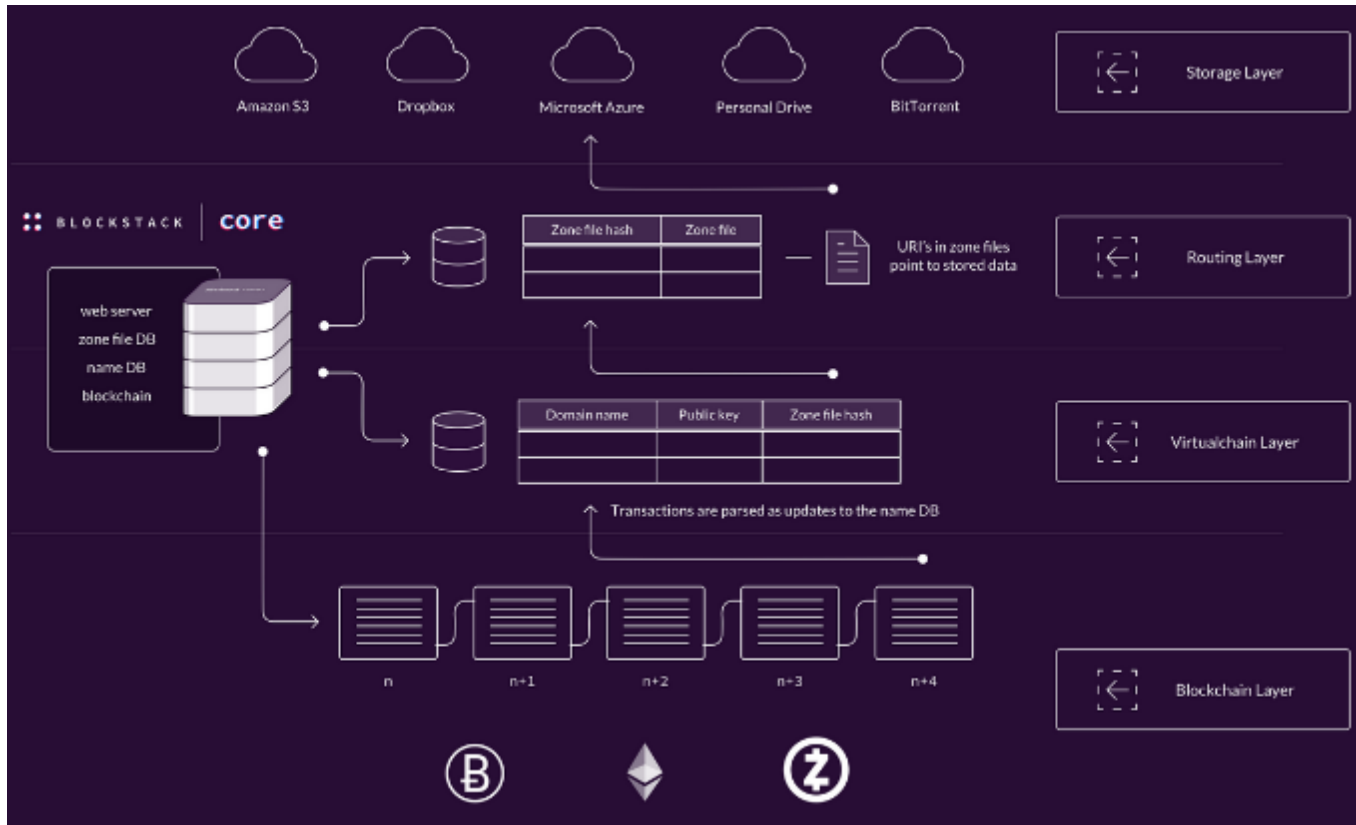 Amazon S3
Dropbox
Microsoft Azure
Personal Drive
BitTorrent
Storage Layer
BLOCKSTACK
core
Zone file hash
Zone file
URI's in zone files
point to stored data
Routing Layer
web server
zone file DB
name DB
blockchain
Domain name
Public key
Zone file hash
Virtualchain Layer
Transactions are parsed as updates to the name DB
n
n+1
n+2
n+3
n+4
Blockchain Layer